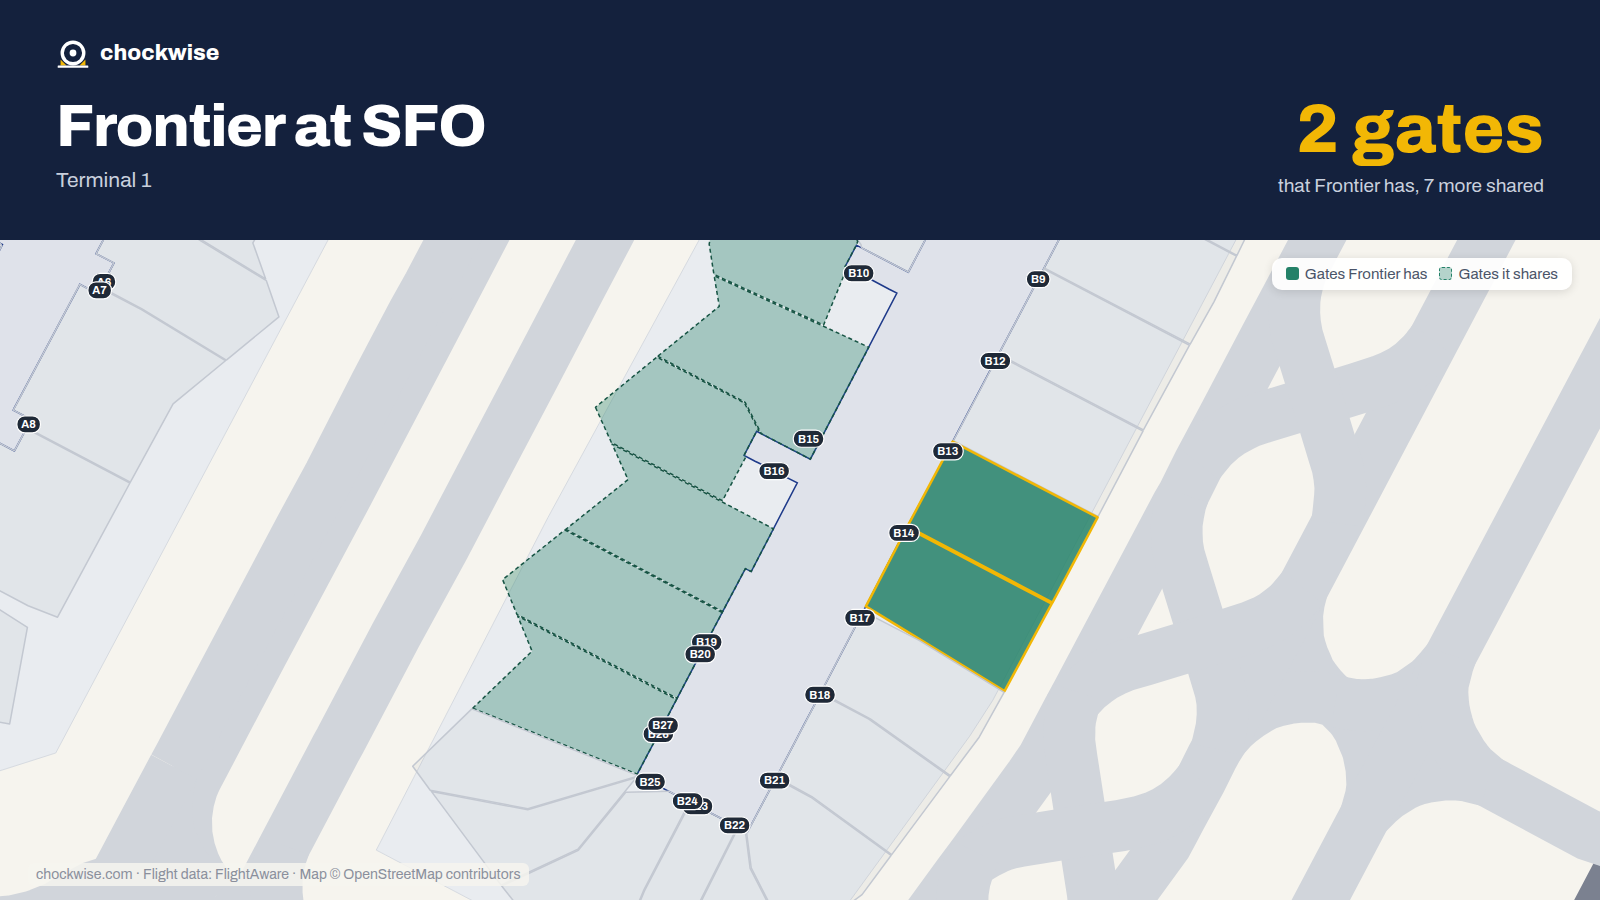 chockwise
Frontier at SFO
Terminal 1
2 gates
that Frontier has, 7 more shared
Gates Frontier has
Gates it shares
B10
B9
A7
B12
A8
B15
B13
B16
B14
B17
B19
B20
B18
B27
B25
B21
B24
B22
chockwise.com · Flight data: FlightAware · Map © OpenStreetMap contributors